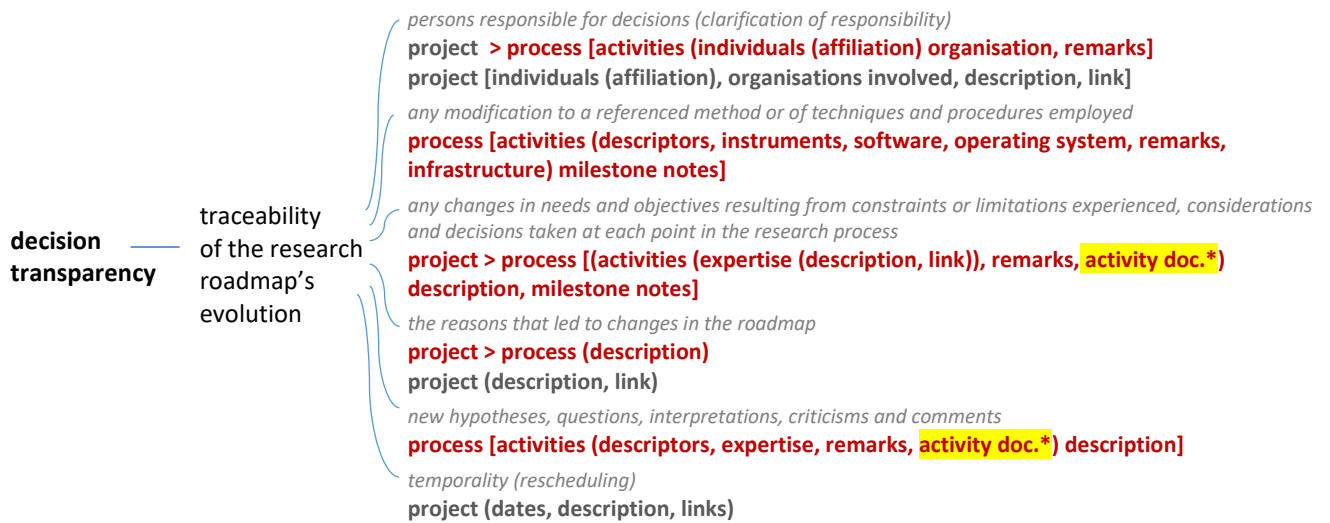 decision
transparency
traceability
of the research
roadmap's
evolution
persons responsible for decisions (clarification of responsibility)
project > process [activities (individuals (affiliation) organisation, remarks]
project [individuals (affiliation), organisations involved, description, link]
any modification to a referenced method or of techniques and procedures employed
process [activities (descriptors, instruments, software, operating system, remarks,
infrastructure) milestone notes]
any changes in needs and objectives resulting from constraints or limitations experienced, considerations
and decisions taken at each point in the research process
project > process [(activities (expertise (description, link)), remarks, activity doc.*)
description, milestone notes]
the reasons that led to changes in the roadmap
project > process (description)
project (description, link)
new hypotheses, questions, interpretations, criticisms and comments
process [activities (descriptors, expertise, remarks, activity doc.*) description]
temporality (rescheduling)
project (dates, description, links)